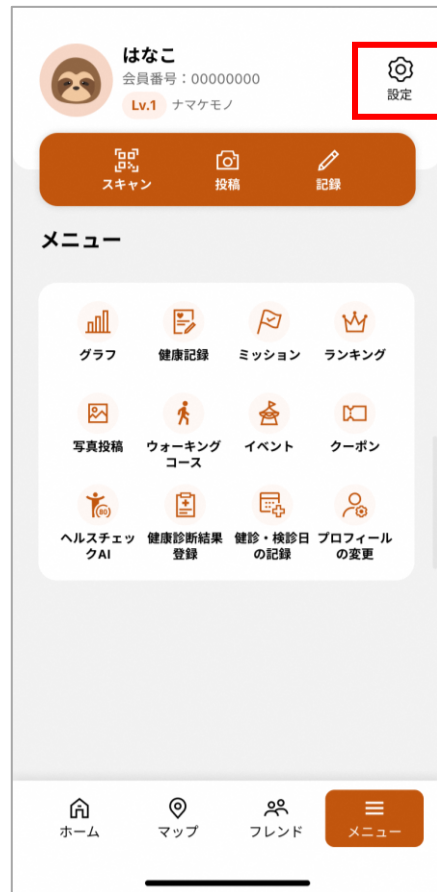 はなこ
会員番号：00000000
Lv.1 ナマケモノ
設定
スキャン 投稿 記録
メニュー
グラフ 健康記録 ミッション ランキング
写真投稿 ウォーキング イベント クーポン
コース
ヘルスチェッ 健康診断結果 健診・検診日 プロフィール
クAI 登録 の記録 の変更
ホーム マップ フレンド メニュー